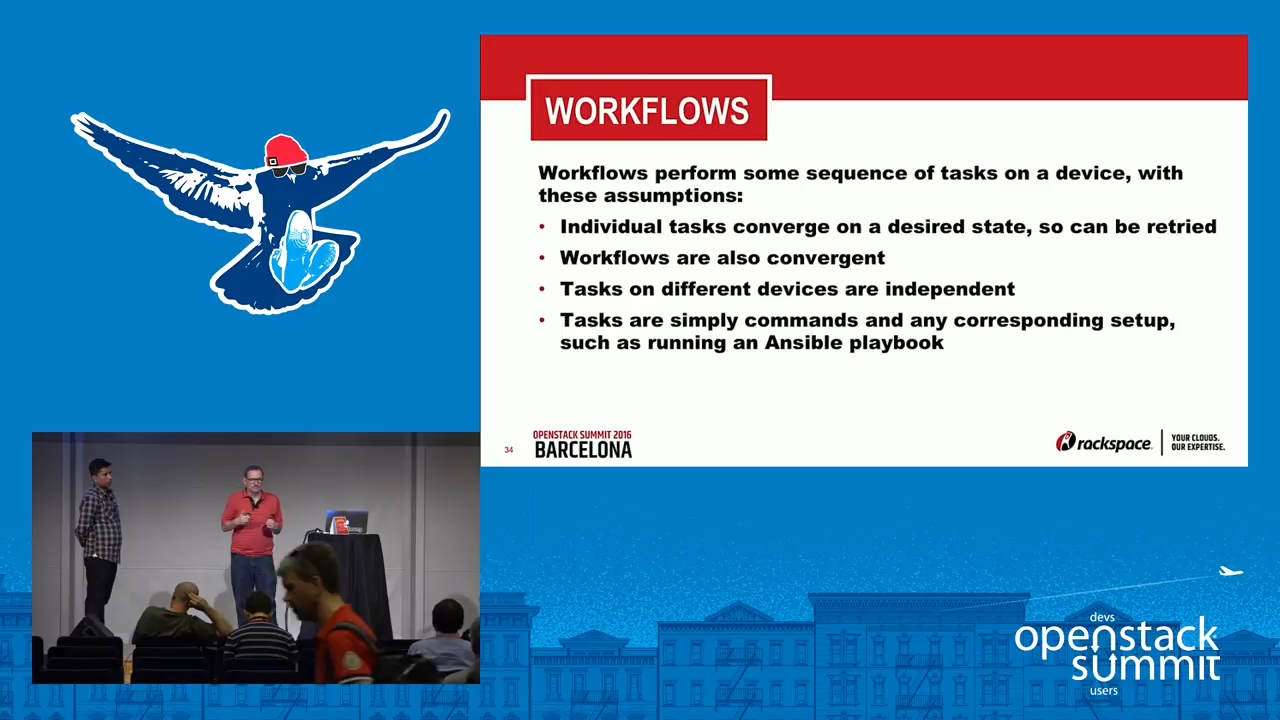 WORKFLOWS
Workflows perform some sequence of tasks on a device, with
these assumptions:
• Individual tasks converge on a desired state, so can be retried
• Workflows are also convergent
• Tasks on different devices are independent
• Tasks are simply commands and any corresponding setup,
such as running an Ansible playbook
34
OPENSTACK SUMMIT 2016
BARCELONA
rackspace.
YOUR CLOUDS.
OUR EXPERTISE.
devs
openstack
summit
users